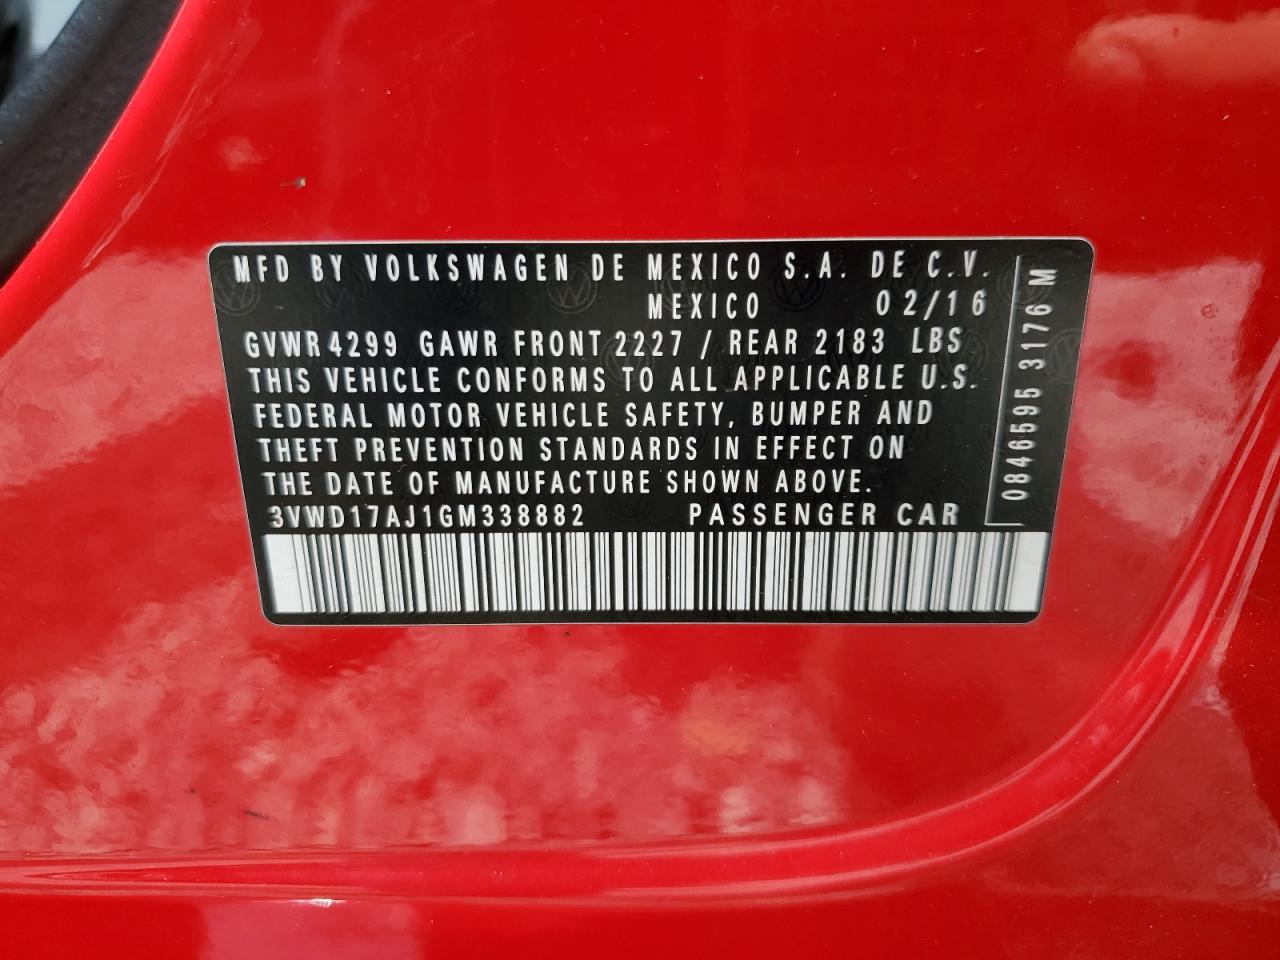 MFD BY VOLKSWAGEN DE MEXICO S.A. DE C.V.
MEXICO 02/16
GVWR 4299 GAWR FRONT 2227 / REAR 2183 LBS
THIS VEHICLE CONFORMS TO ALL APPLICABLE U.S.
FEDERAL MOTOR VEHICLE SAFETY, BUMPER AND
THEFT PREVENTION STANDARDS IN EFFECT ON
THE DATE OF MANUFACTURE SHOWN ABOVE.
3VWD17AJ1GM338882 PASSENGER CAR
0846595 3176 M